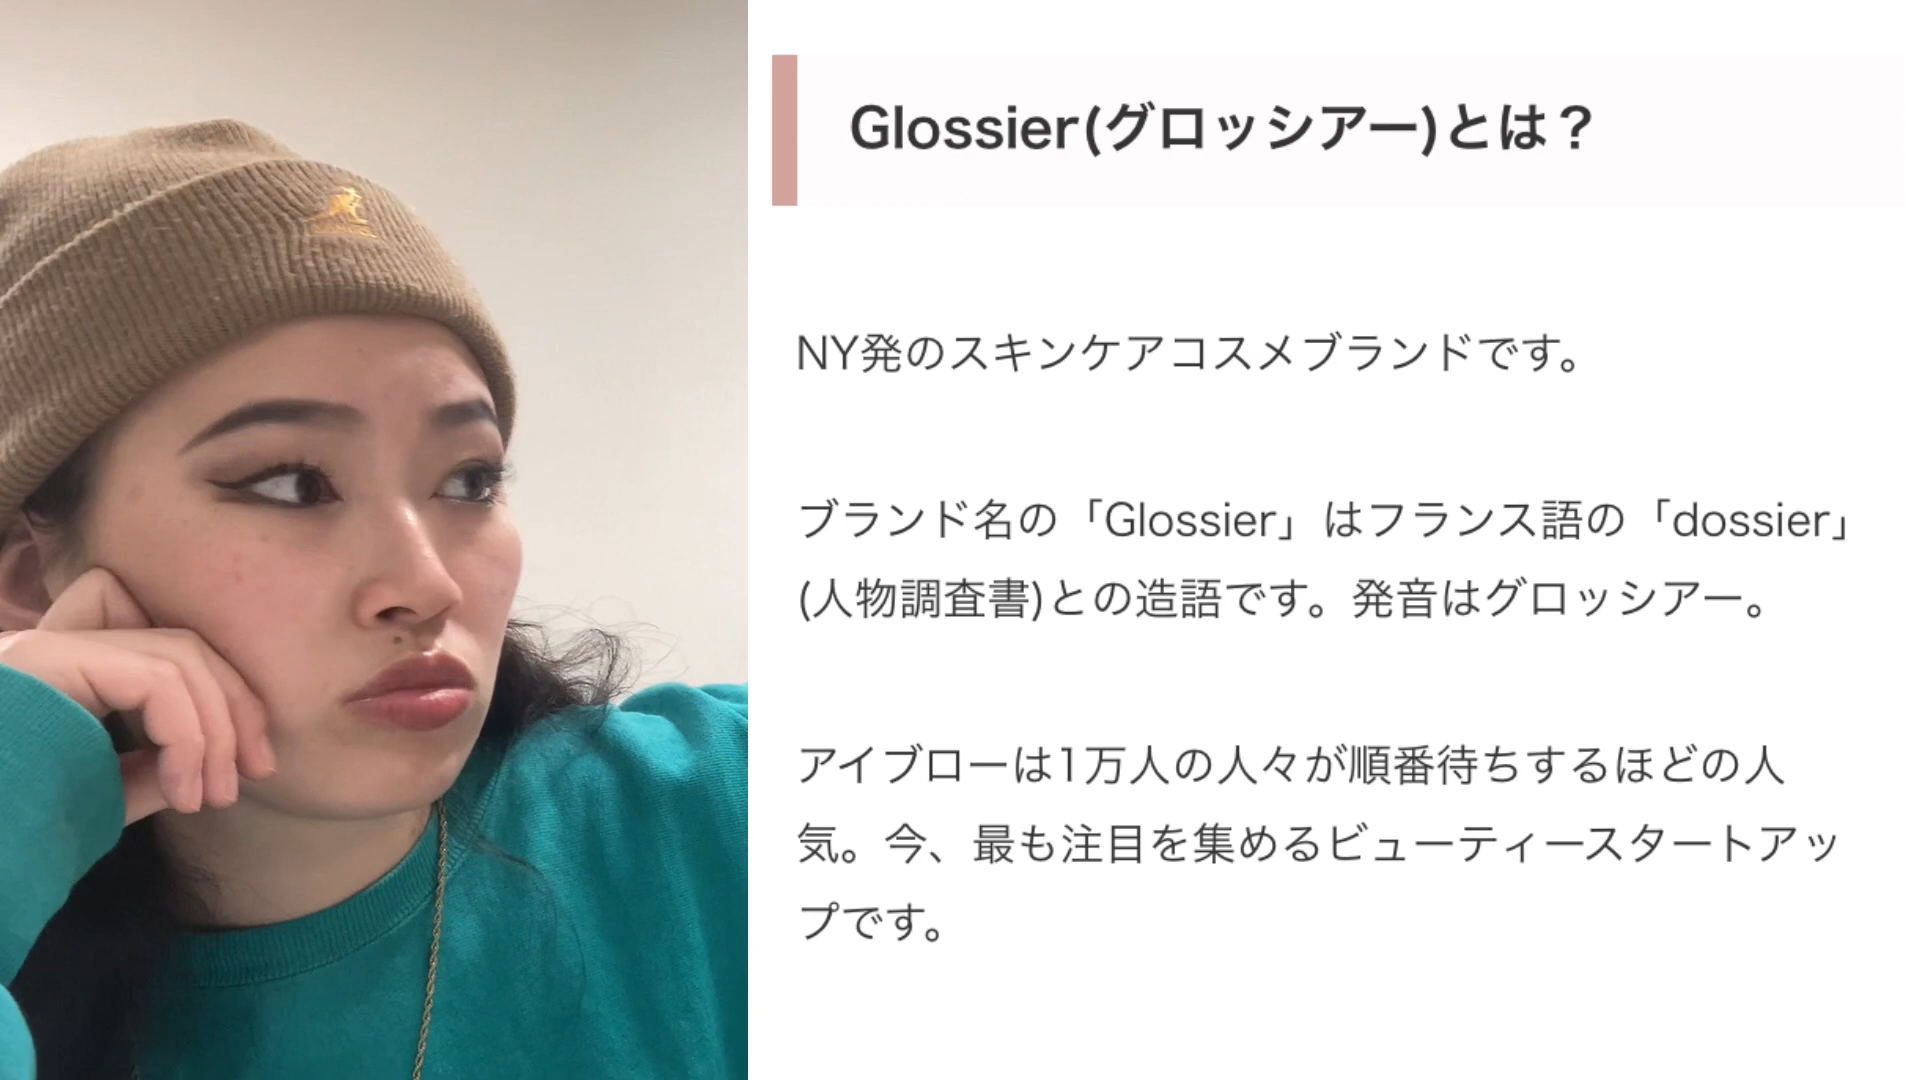 Glossier(グロッシアー)とは？
NY発のスキンケアコスメブランドです。
ブランド名の「Glossier」はフランス語の「dossier」
(人物調査書)との造語です。発音はグロッシアー。
アイブローは1万人の人々が順番待ちするほどの人
気。今、最も注目を集めるビューティースタートアッ
プです。